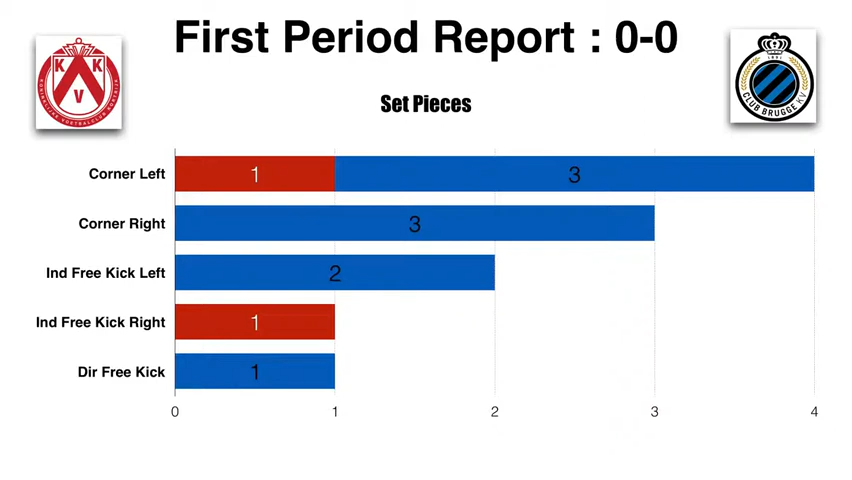 First Period Report : 0-0
K K
V
1891
CLUB BRUGGE KV
Set Pieces
Corner Left
1
3
Corner Right
3
Ind Free Kick Left
2
Ind Free Kick Right
1
Dir Free Kick
1
0 1 2 3 4